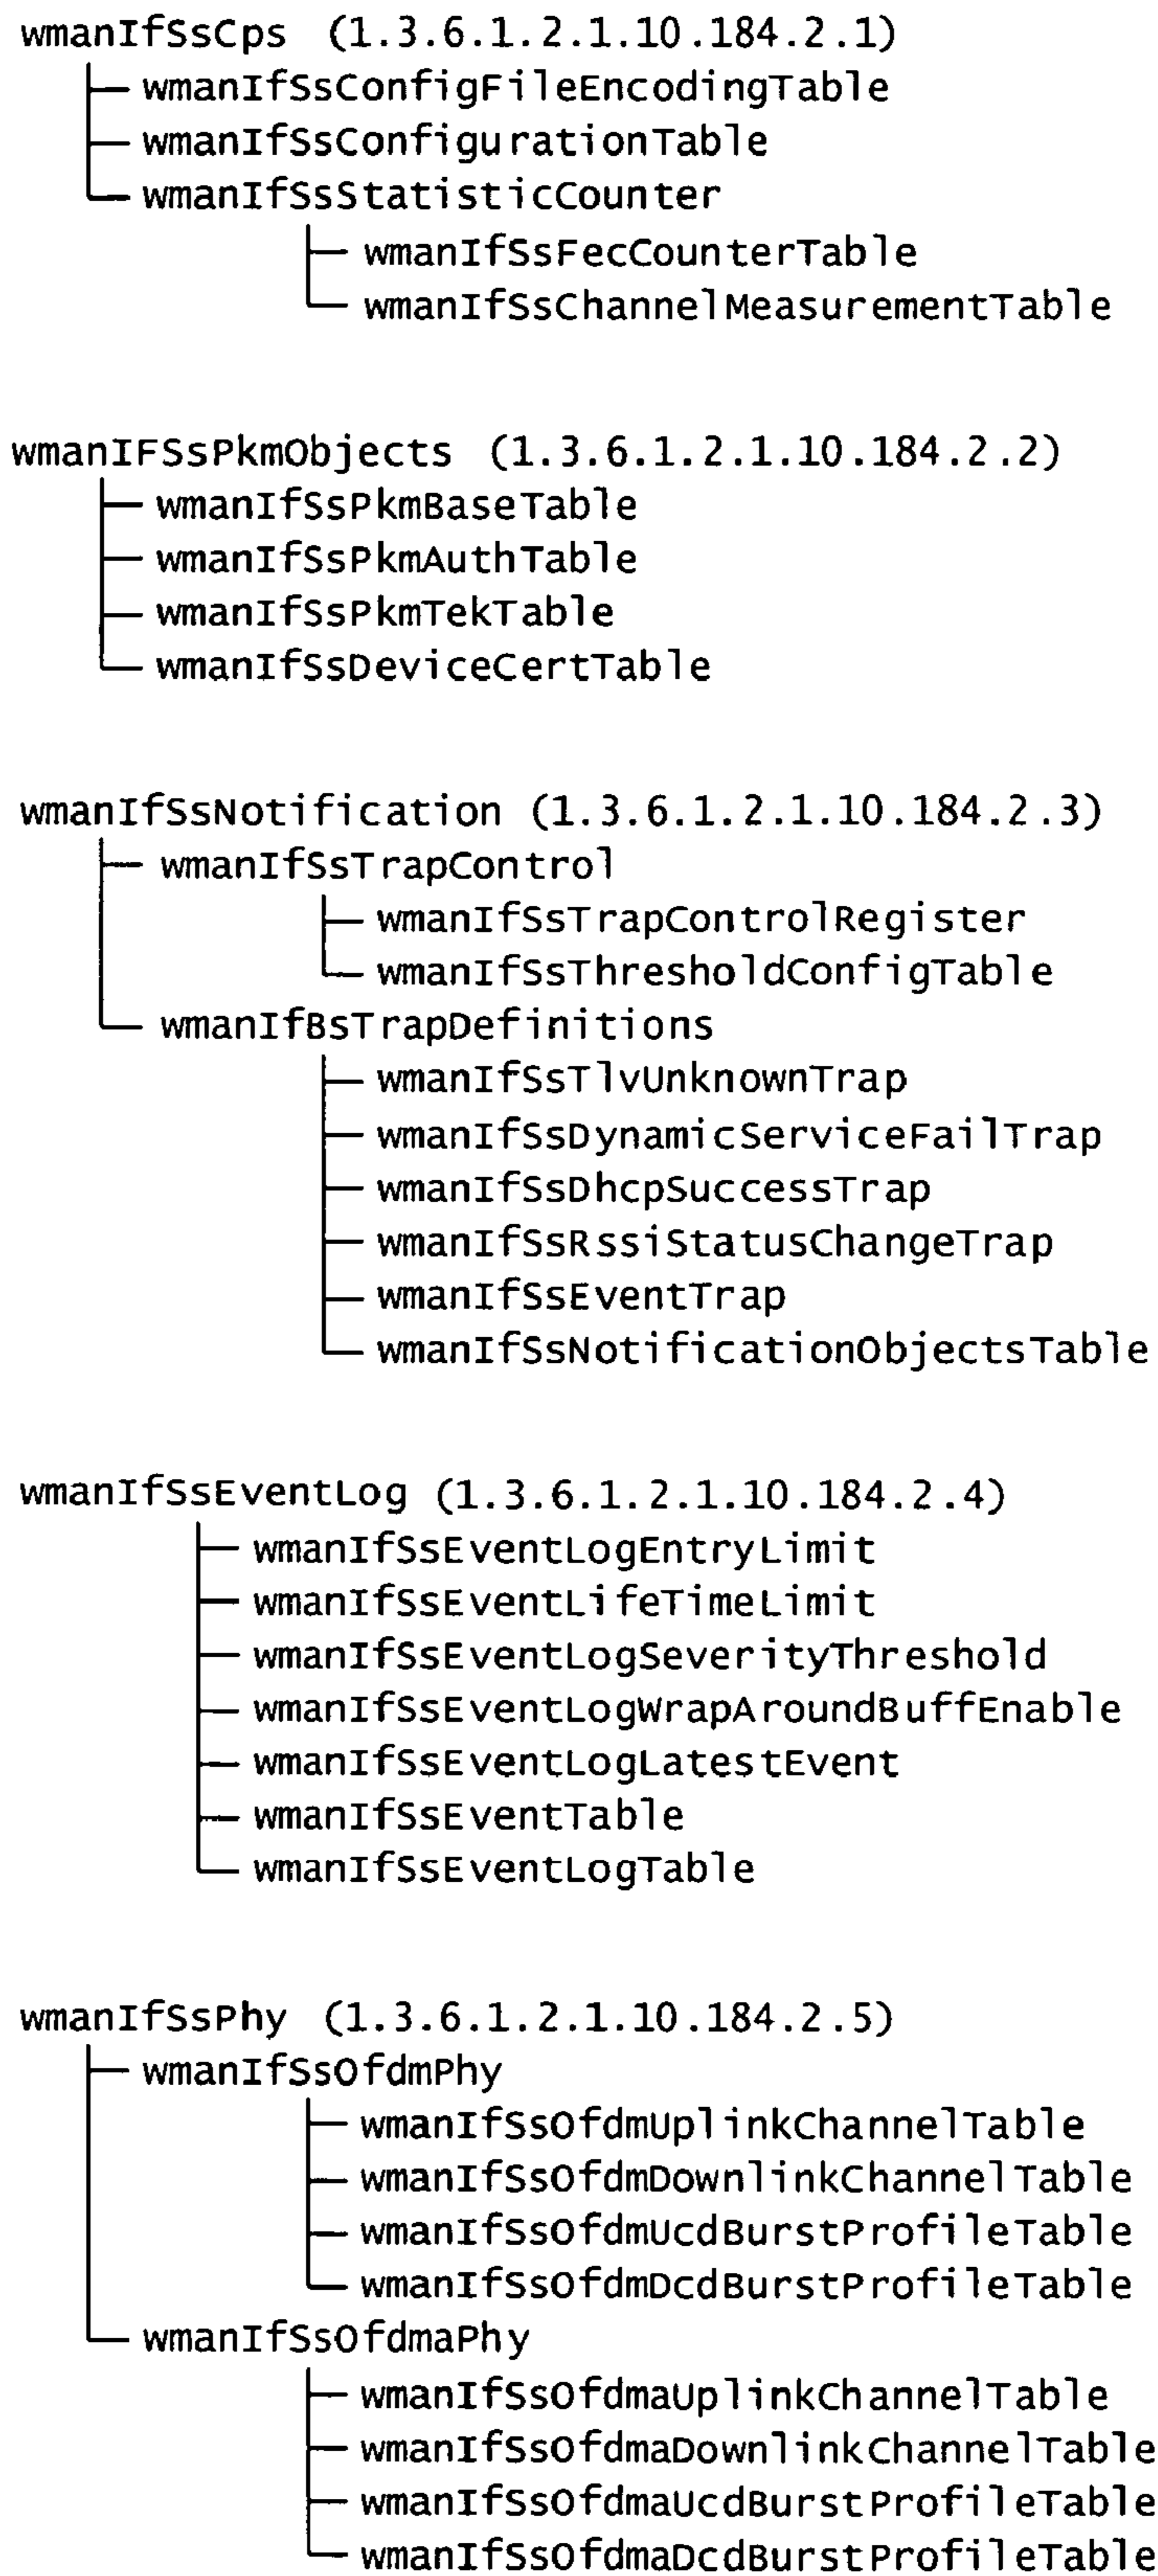 wmanIfSsCps (1.3.6.1.2.1.10.184.2.1)
wmanIfSsConfigFileEncodingTable
wmanIfSsConfigurationTable
wmanIfSsStatisticCounter
wmanIfSsFecCounterTable
wmanIfSsChannelMeasurementTable
wmanIFSsPkmObjects (1.3.6.1.2.1.10.184.2.2)
wmanIfSsPkmBaseTable
wmanIfSsPkmAuthTable
wmanIfSsPkmTekTable
wmanIfSsDeviceCertTable
wmanIfSsNotification (1.3.6.1.2.1.10.184.2.3)
wmanIfSsTrapControl
wmanIfSsTrapControlRegister
wmanIfSsThresholdConfigTable
wmanIfBsTrapDefinitions
wmanIfSsTlvUnknownTrap
wmanIfSsDynamicServiceFailTrap
wmanIfSsDhcpSuccessTrap
wmanIfSsRssiStatusChangeTrap
wmanIfSsEventTrap
wmanIfSsNotificationObjectsTable
wmanIfSsEventLog (1.3.6.1.2.1.10.184.2.4)
wmanIfSsEventLogEntryLimit
wmanIfSsEventLifeTimeLimit
wmanIfSsEventLogSeverityThreshold
wmanIfSsEventLogWrapAroundBuffEnable
wmanIfSsEventLogLatestEvent
wmanIfSsEventTable
wmanIfSsEventLogTable
wmanIfSsPhy (1.3.6.1.2.1.10.184.2.5)
wmanIfSsOfdmPhy
wmanIfSsOfdmUplinkChannelTable
wmanIfSsOfdmDownlinkChannelTable
wmanIfSsOfdmUcdBurstProfileTable
wmanIfSsOfdmDcdBurstProfileTable
wmanIfSsOfdmaPhy
wmanIfSsOfdmaUplinkChannelTable
wmanIfSsOfdmaDownlinkChannelTable
wmanIfSsOfdmaUcdBurstProfileTable
wmanIfSsOfdmaDcdBurstProfileTable